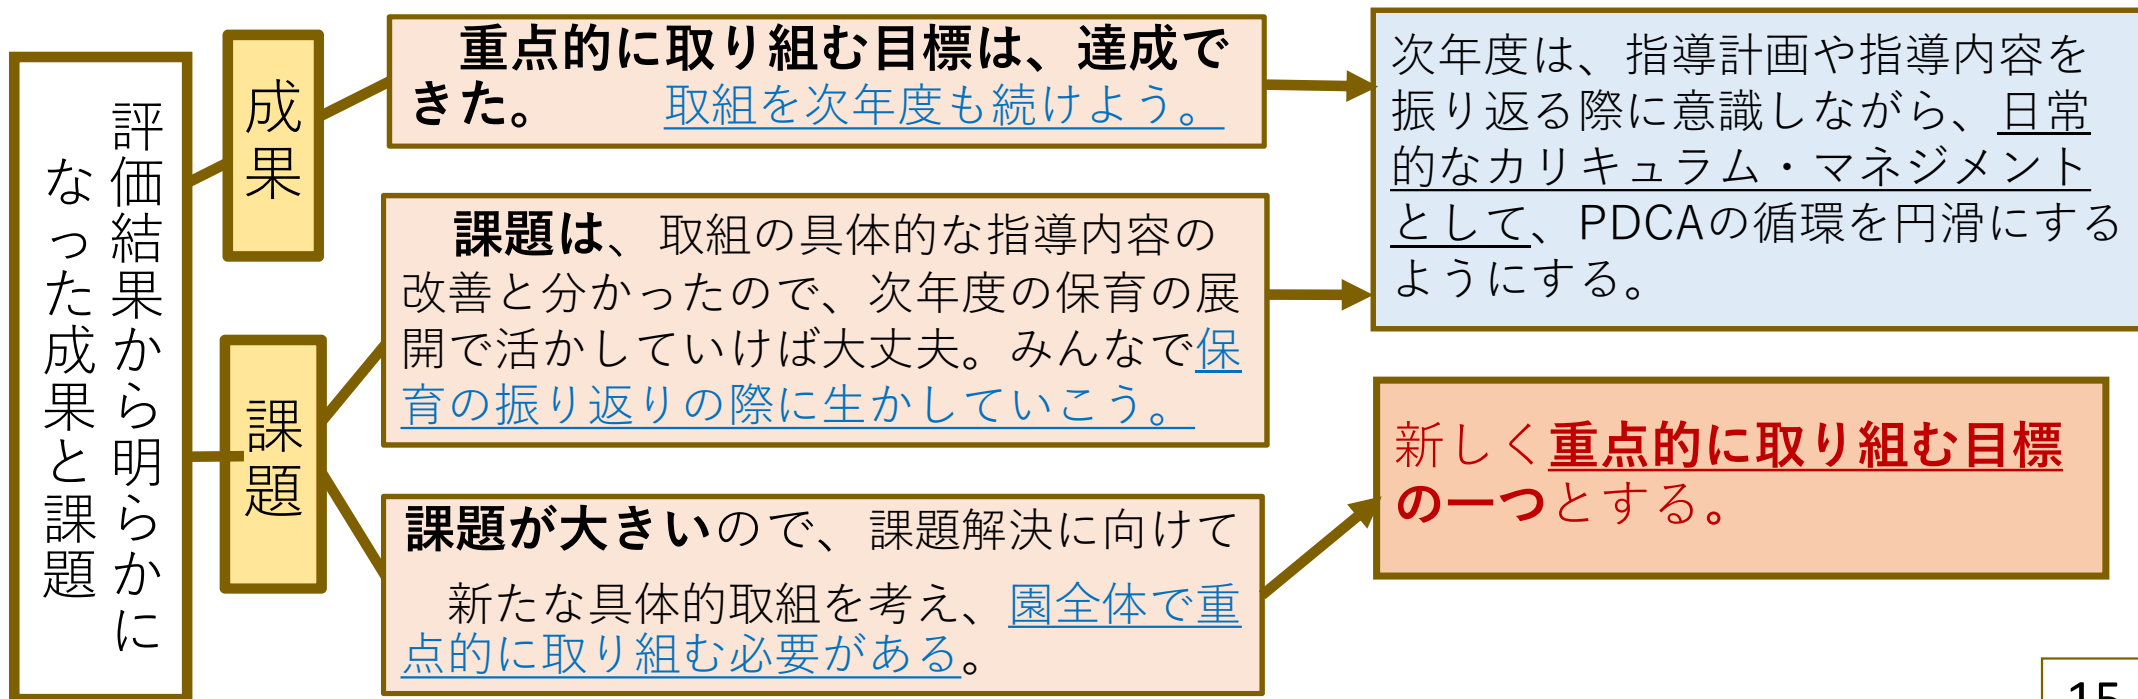 評価結果から明らかに
なった成果と課題
成果
重点的に取り組む目標は、達成で
きた。　　取組を次年度も続けよう。
次年度は、指導計画や指導内容を
振り返る際に意識しながら、日常
的なカリキュラム・マネジメント
として、PDCAの循環を円滑にする
ようにする。
課題
課題は、取組の具体的な指導内容の
改善と分かったので、次年度の保育の展
開で活かしていけば大丈夫。みんなで保
育の振り返りの際に生かしていこう。
課題が大きいので、課題解決に向けて
新たな具体的取組を考え、園全体で重
点的に取り組む必要がある。
新しく重点的に取り組む目標
の一つとする。
15